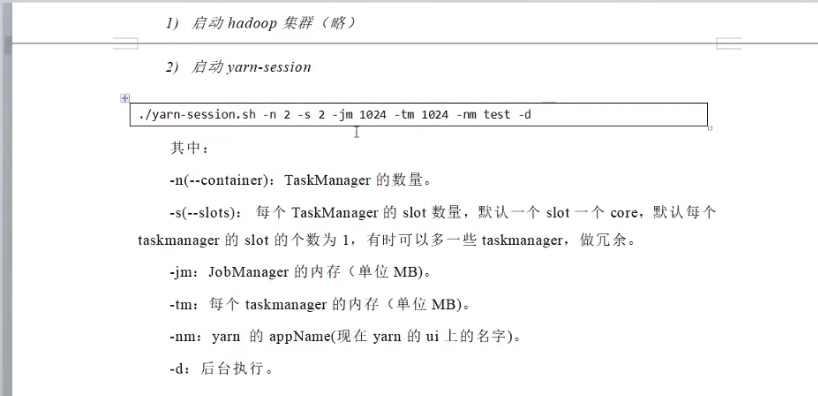 1) 启动 hadoop 集群（略）
2) 启动 yarn-session
./yarn-session.sh -n 2 -s 2 -jm 1024 -tm 1024 -nm test -d
其中：
-n(--container)：TaskManager 的数量。
-s(--slots)： 每个 TaskManager 的 slot 数量，默认一个 slot 一个 core，默认每个
taskmanager 的 slot 的个数为 1，有时可以多一些 taskmanager，做冗余。
-jm：JobManager 的内存（单位 MB)。
-tm：每个 taskmanager 的内存（单位 MB)。
-nm：yarn 的 appName(现在 yarn 的 ui 上的名字)。
-d：后台执行。